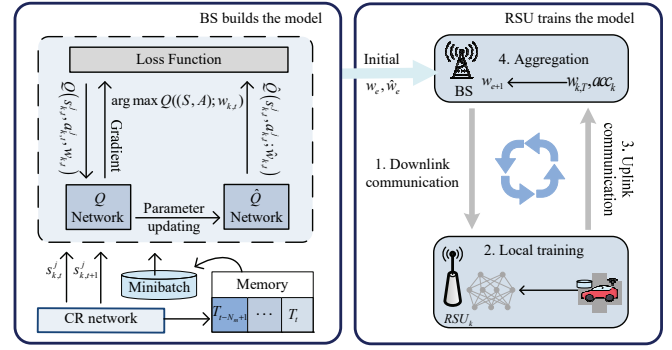 BS builds the model
Loss Function
Q(s^j_{k,t}, a^j_{k,t}, w_{k,t})
Gradient
arg max Q((S, A); w_{k,t})
Q̂(s^j_{k,t}, a^j_{k,t}; ŵ_{k,t})
Q
Network
Parameter
updating
Q̂
Network
s^j_{k,t}
s^j_{k,t+1}
Minibatch
Memory
CR network
T_{t-N_m+1}
···
T_t
Initial
w_e, ŵ_e
RSU trains the model
4. Aggregation
BS
w_{e+1}
w_{k,T}, acc_k
1. Downlink
communication
3. Uplink
communication
2. Local training
RSU_k